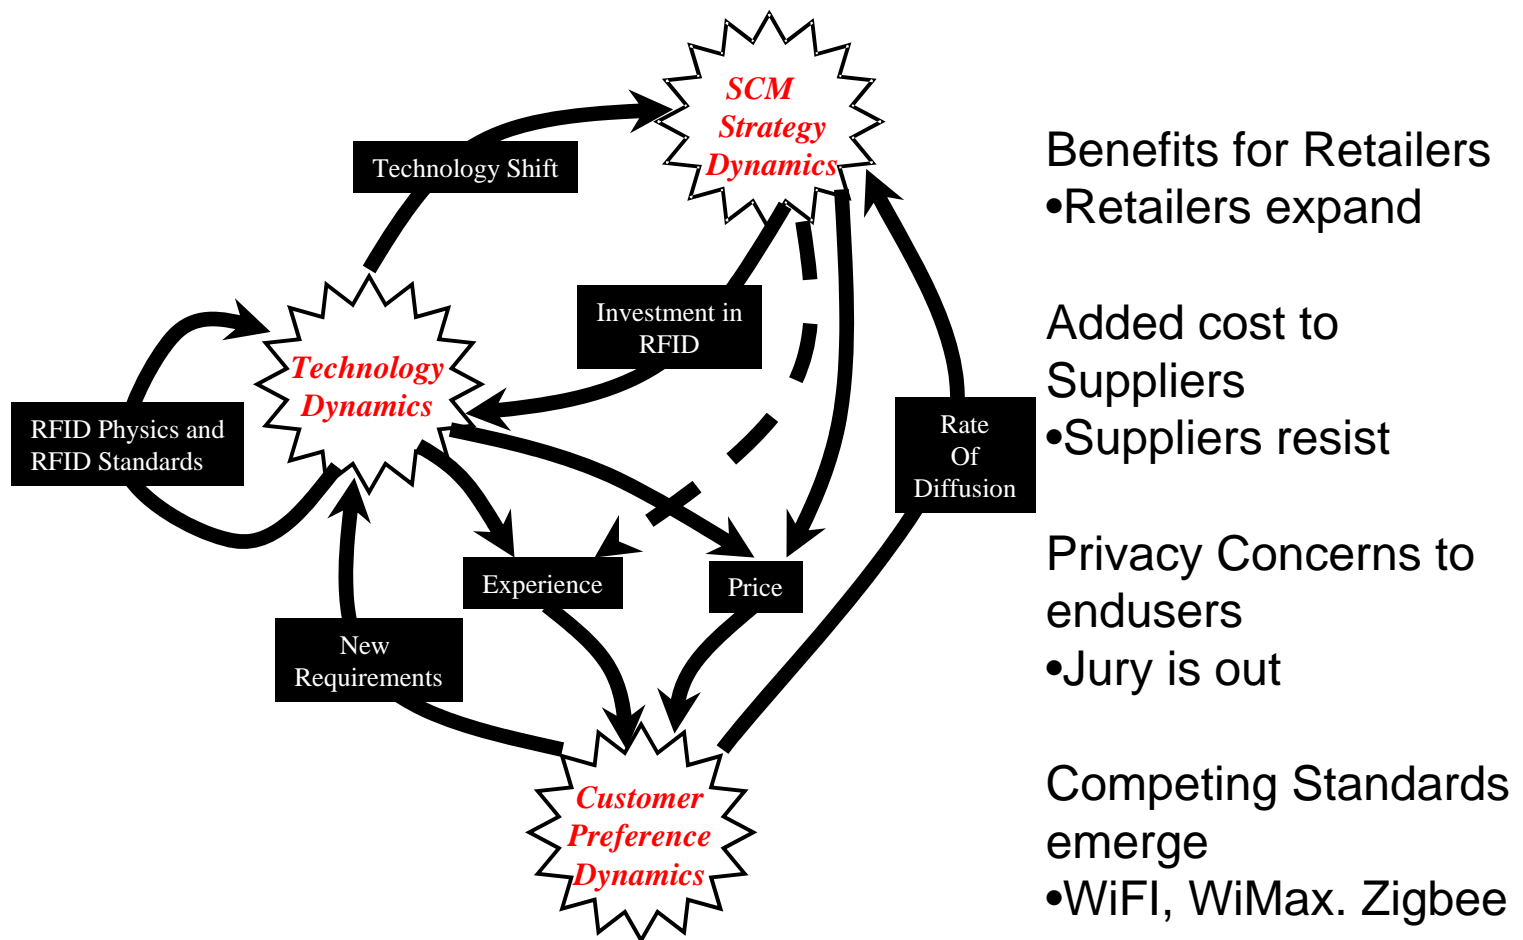 SCM
Strategy
Dynamics
Technology Shift
Investment in
RFID
Technology
Dynamics
RFID Physics and
RFID Standards
Rate
Of
Diffusion
Experience
Price
New
Requirements
Customer
Preference
Dynamics
Benefits for Retailers
•Retailers expand
Added cost to
Suppliers
•Suppliers resist
Privacy Concerns to
endusers
•Jury is out
Competing Standards
emerge
•WiFI, WiMax. Zigbee